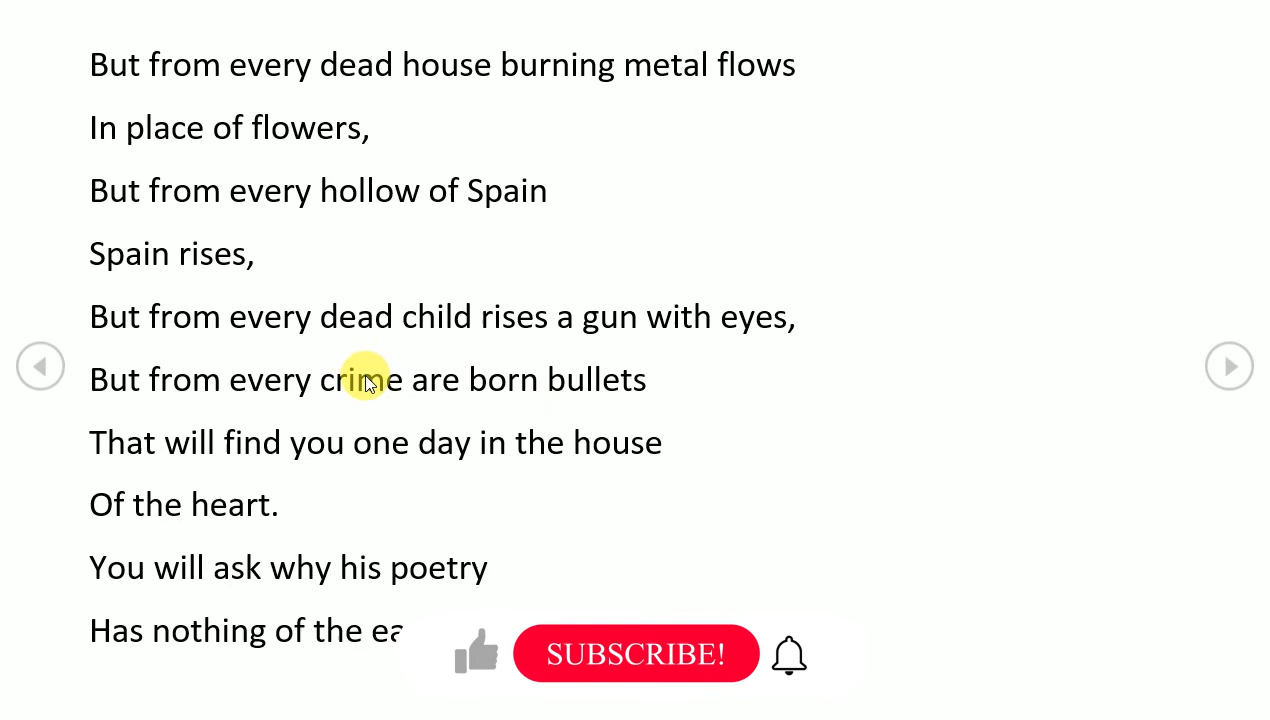 But from every dead house burning metal flows
In place of flowers,
But from every hollow of Spain
Spain rises,
But from every dead child rises a gun with eyes,
But from every crime are born bullets
That will find you one day in the house
Of the heart.
You will ask why his poetry
Has nothing of the
SUBSCRIBE!